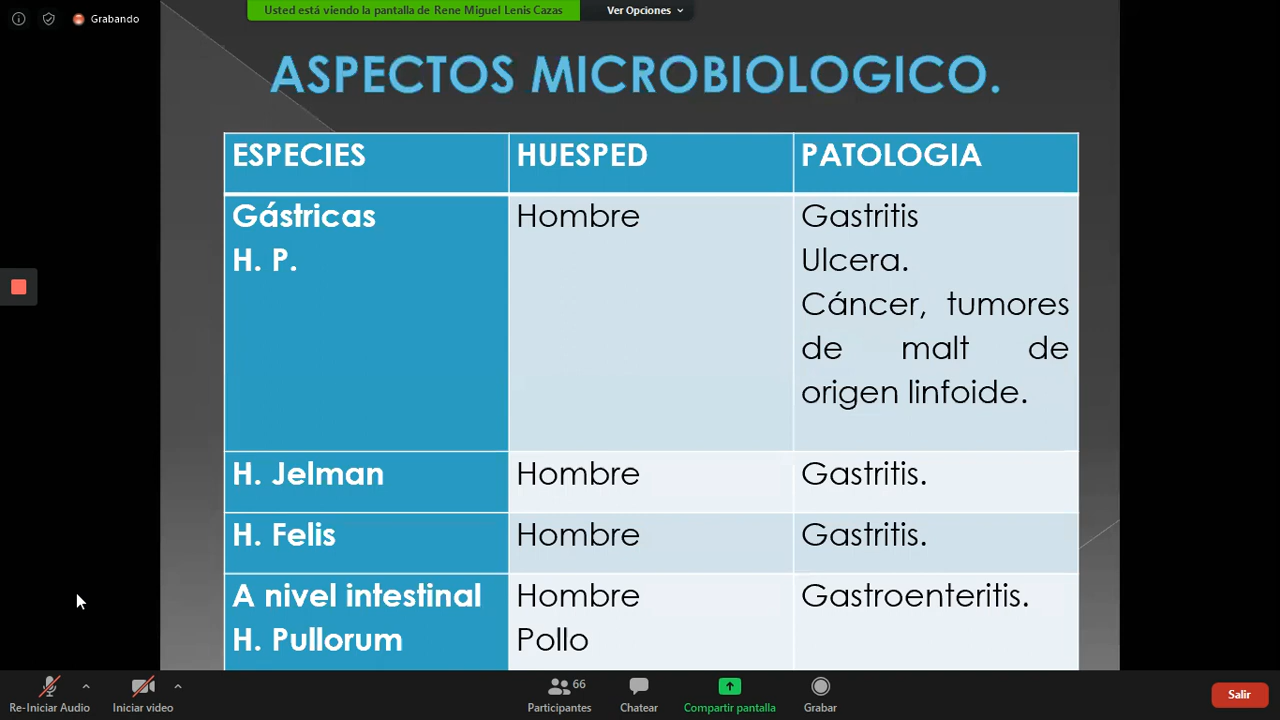 Grabando
Usted está viendo la pantalla de Rene Miguel Lenis Cazas
Ver Opciones
ASPECTOS MICROBIOLOGICO.
ESPECIES
HUESPED
PATOLOGIA
Gástricas
H. P.
Hombre
Gastritis
Ulcera.
Cáncer, tumores
de malt de
origen linfoide.
H. Jelman
Hombre
Gastritis.
H. Felis
Hombre
Gastritis.
A nivel intestinal
H. Pullorum
Hombre
Pollo
Gastroenteritis.
Re-Iniciar Audio
Iniciar video
66
Participantes
Chatear
Compartir pantalla
Grabar
Salir